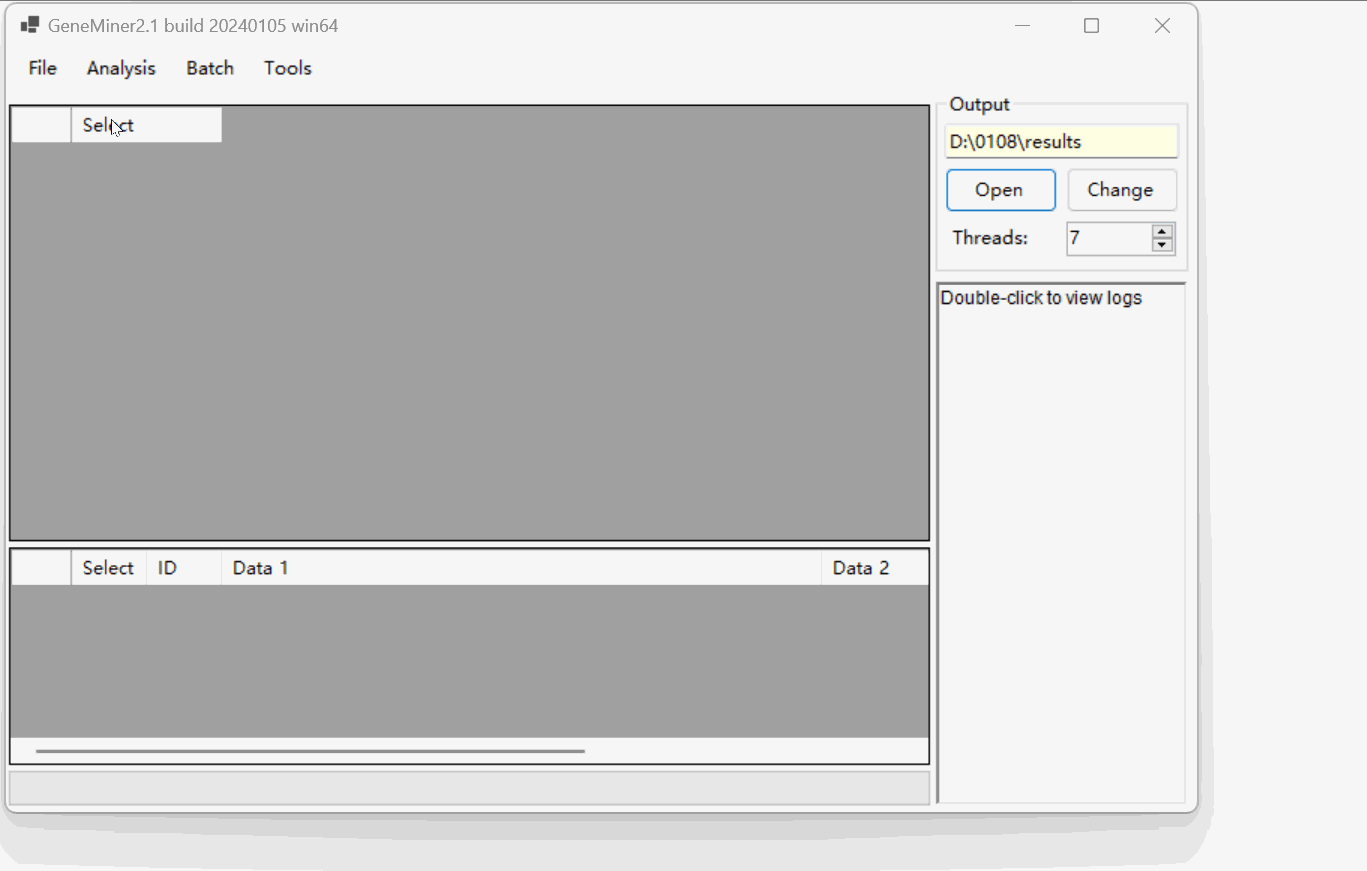 GeneMiner2.1 build 20240105 win64
File Analysis Batch Tools
Select
Output
D:\0108\results
Open Change
Threads: 7
Double-click to view logs
Select ID Data 1 Data 2